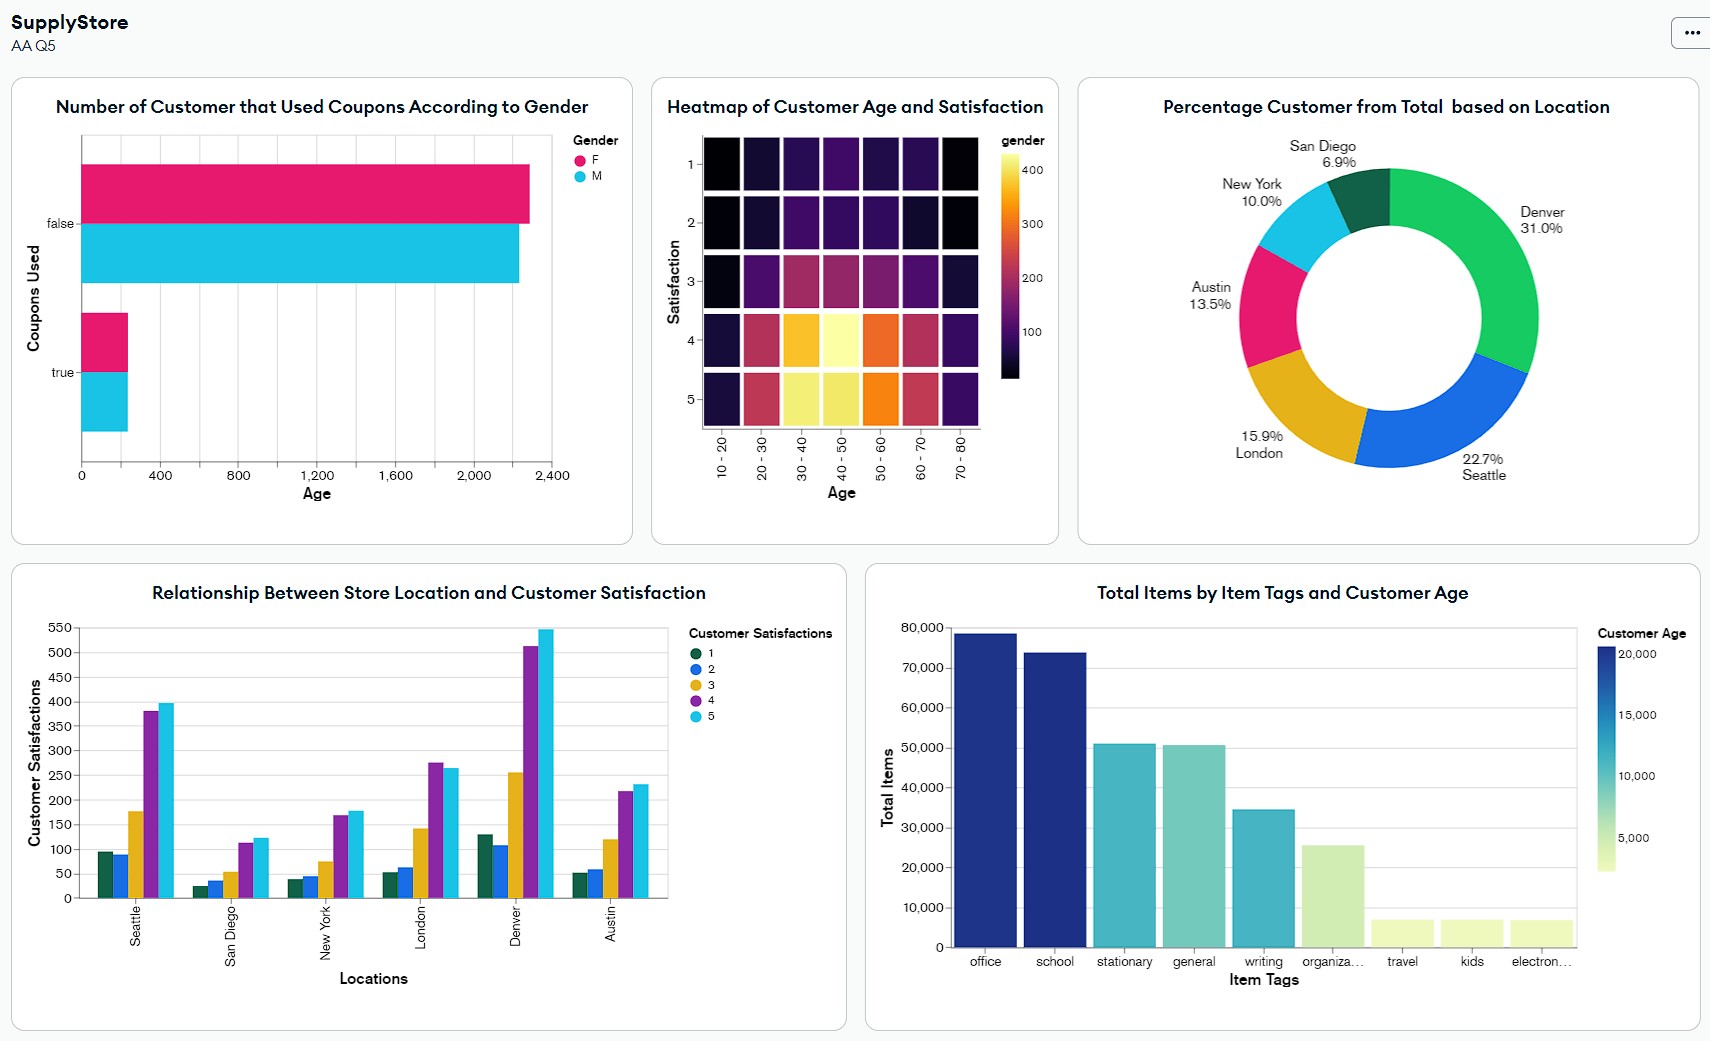 SupplyStore
AA Q5
Number of Customer that Used Coupons According to Gender
Gender
F
M
Coupons Used
false
true
0 400 800 1,200 1,600 2,000 2,400
Age
Heatmap of Customer Age and Satisfaction
Satisfaction
1
2
3
4
5
10 - 20
20 - 30
30 - 40
40 - 50
50 - 60
60 - 70
70 - 80
Age
gender
400
300
200
100
Percentage Customer from Total based on Location
San Diego
6.9%
New York
10.0%
Denver
31.0%
Austin
13.5%
15.9%
London
22.7%
Seattle
Relationship Between Store Location and Customer Satisfaction
Customer Satisfactions
550
500
450
400
350
300
250
200
150
100
50
0
Seattle
San Diego
New York
London
Denver
Austin
Locations
Customer Satisfactions
1
2
3
4
5
Total Items by Item Tags and Customer Age
Total Items
80,000
70,000
60,000
50,000
40,000
30,000
20,000
10,000
0
office school stationary general writing organiza... travel kids electron...
Item Tags
Customer Age
20,000
15,000
10,000
5,000